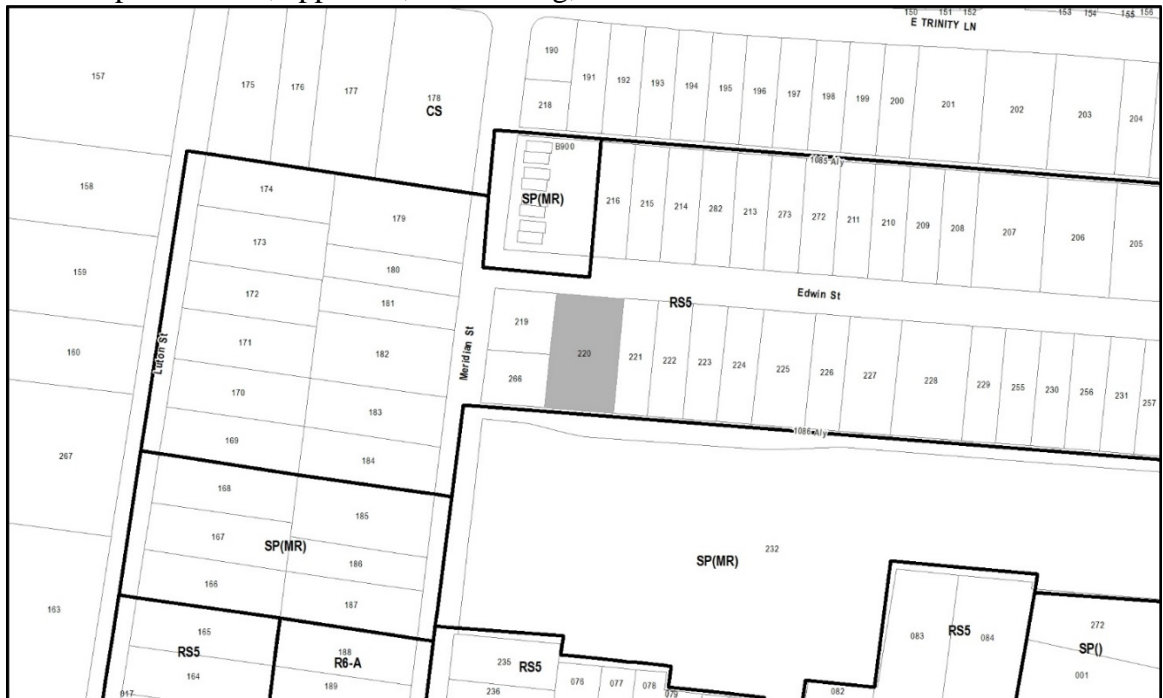 150 151 152 153 154 155 156
E TRINITY LN
157 175 176 177 178 190 191 192 193 194 195 196 197 198 199 200 201 202 203 204
CS
218
B900
1085 Aly
158 174 179 SP(MR) 216 215 214 282 213 273 272 211 210 209 208 207 206 205
173
180
159 172 181
Edwin St
RS5
171 182 219 220 221 222 223 224 225 226 227 228 229 255 230 256 231 257
160
Luton St
Meridian St
266
170 183
1086 Aly
169 184
267
168 185
167 SP(MR) 186
SP(MR) 232
166 187
163
165 188 083 RS5 084 272
RS5 R6-A 235 RS5 SP()
164 189 236 076 077 078 079 082 001